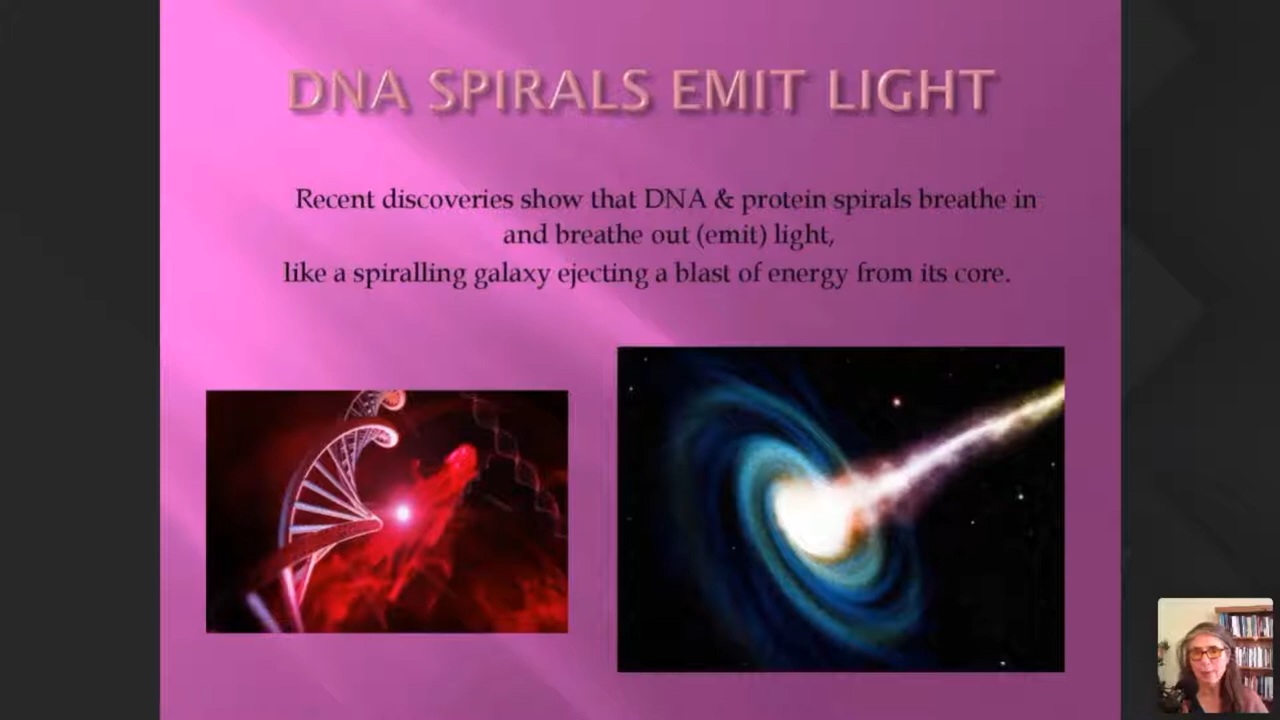 DNA SPIRALS EMIT LIGHT
Recent discoveries show that DNA & protein spirals breathe in
and breathe out (emit) light,
like a spiralling galaxy ejecting a blast of energy from its core.